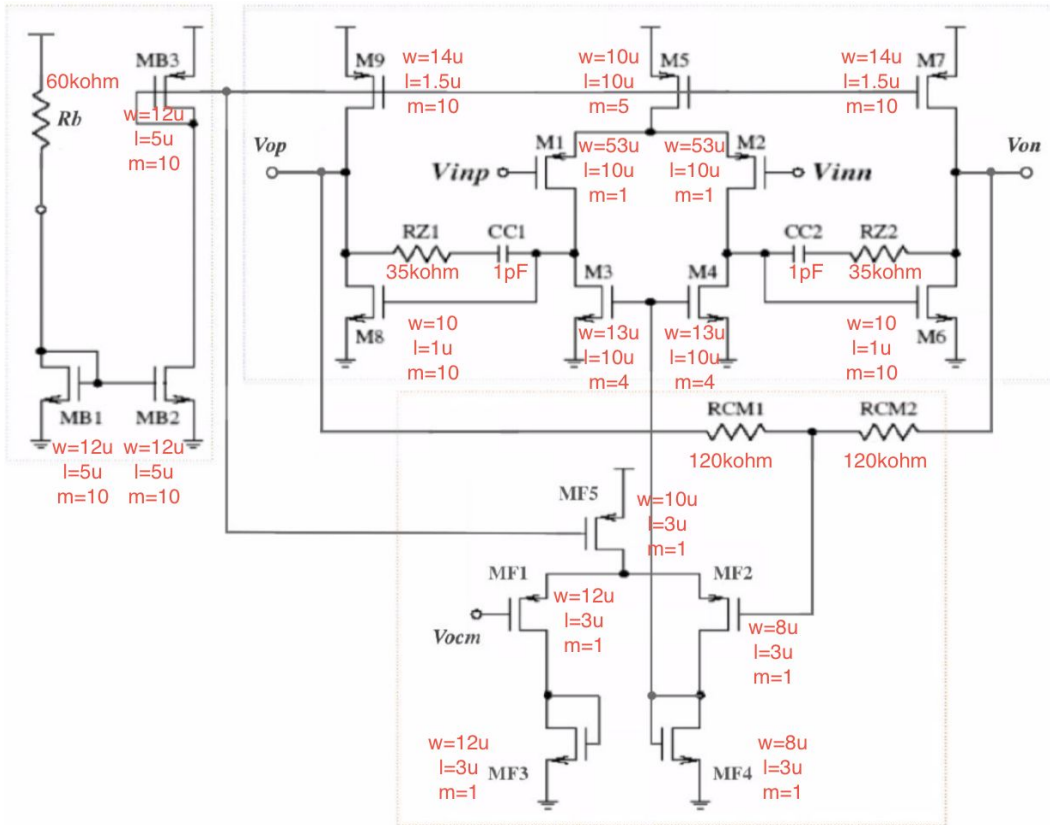 MB3
60kohm
Rb
w=12u
l=5u
m=10
M9
w=14u
l=1.5u
m=10
w=10u
l=10u
m=5
M5
w=14u
l=1.5u
m=10
M7
Vop
Von
M1
w=53u
l=10u
m=1
w=53u
l=10u
m=1
M2
Vinp
Vinn
RZ1
35kohm
CC1
1pF
CC2
1pF
RZ2
35kohm
M8
w=10
l=1u
m=10
M3
w=13u
l=10u
m=4
M4
w=13u
l=10u
m=4
w=10
l=1u
m=10
M6
MB1
w=12u
l=5u
m=10
MB2
w=12u
l=5u
m=10
RCM1
120kohm
RCM2
120kohm
MF5
w=10u
l=3u
m=1
MF1
w=12u
l=3u
m=1
Vocm
MF2
w=8u
l=3u
m=1
w=12u
l=3u
m=1
MF3
MF4
w=8u
l=3u
m=1